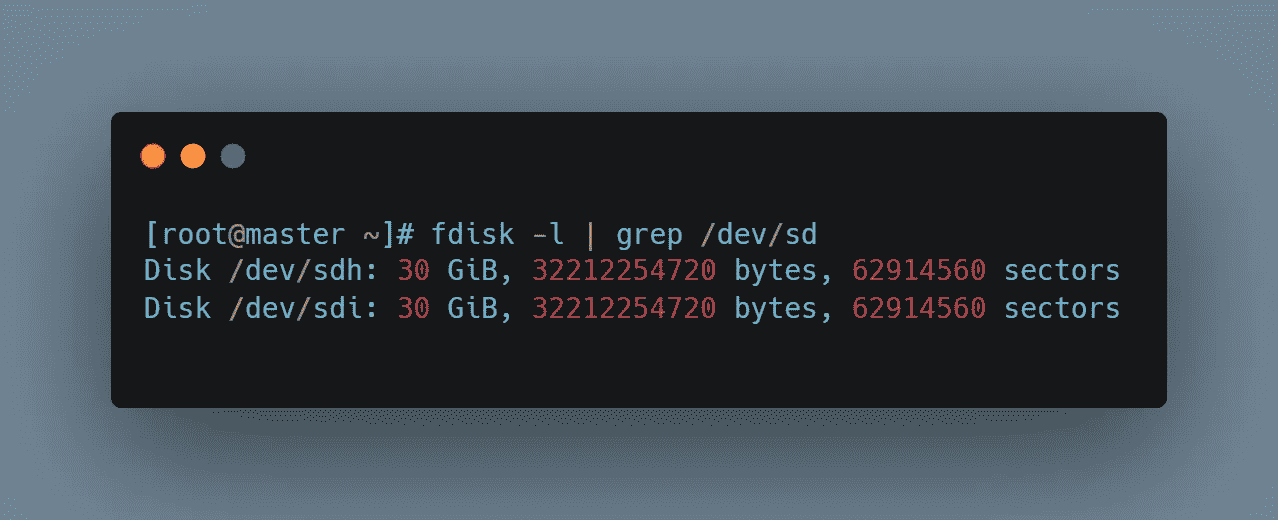 [root@master ~]# fdisk -l | grep /dev/sd
Disk /dev/sdh: 30 GiB, 32212254720 bytes, 62914560 sectors
Disk /dev/sdi: 30 GiB, 32212254720 bytes, 62914560 sectors